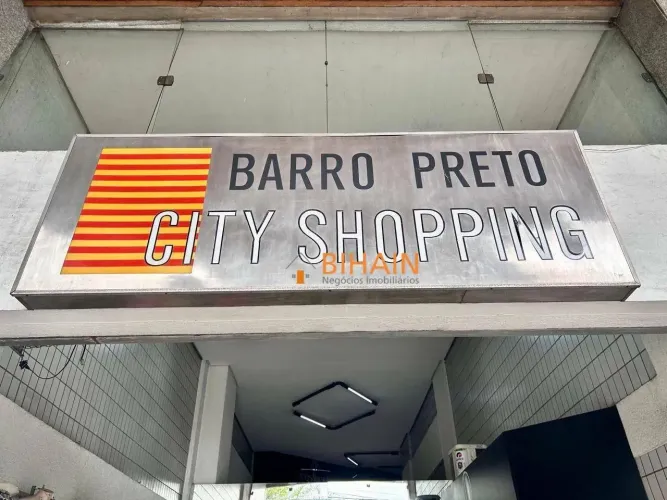 BARRO PRETO
CITY SHOPPING
BIHAIN
Negócios Imobiliários